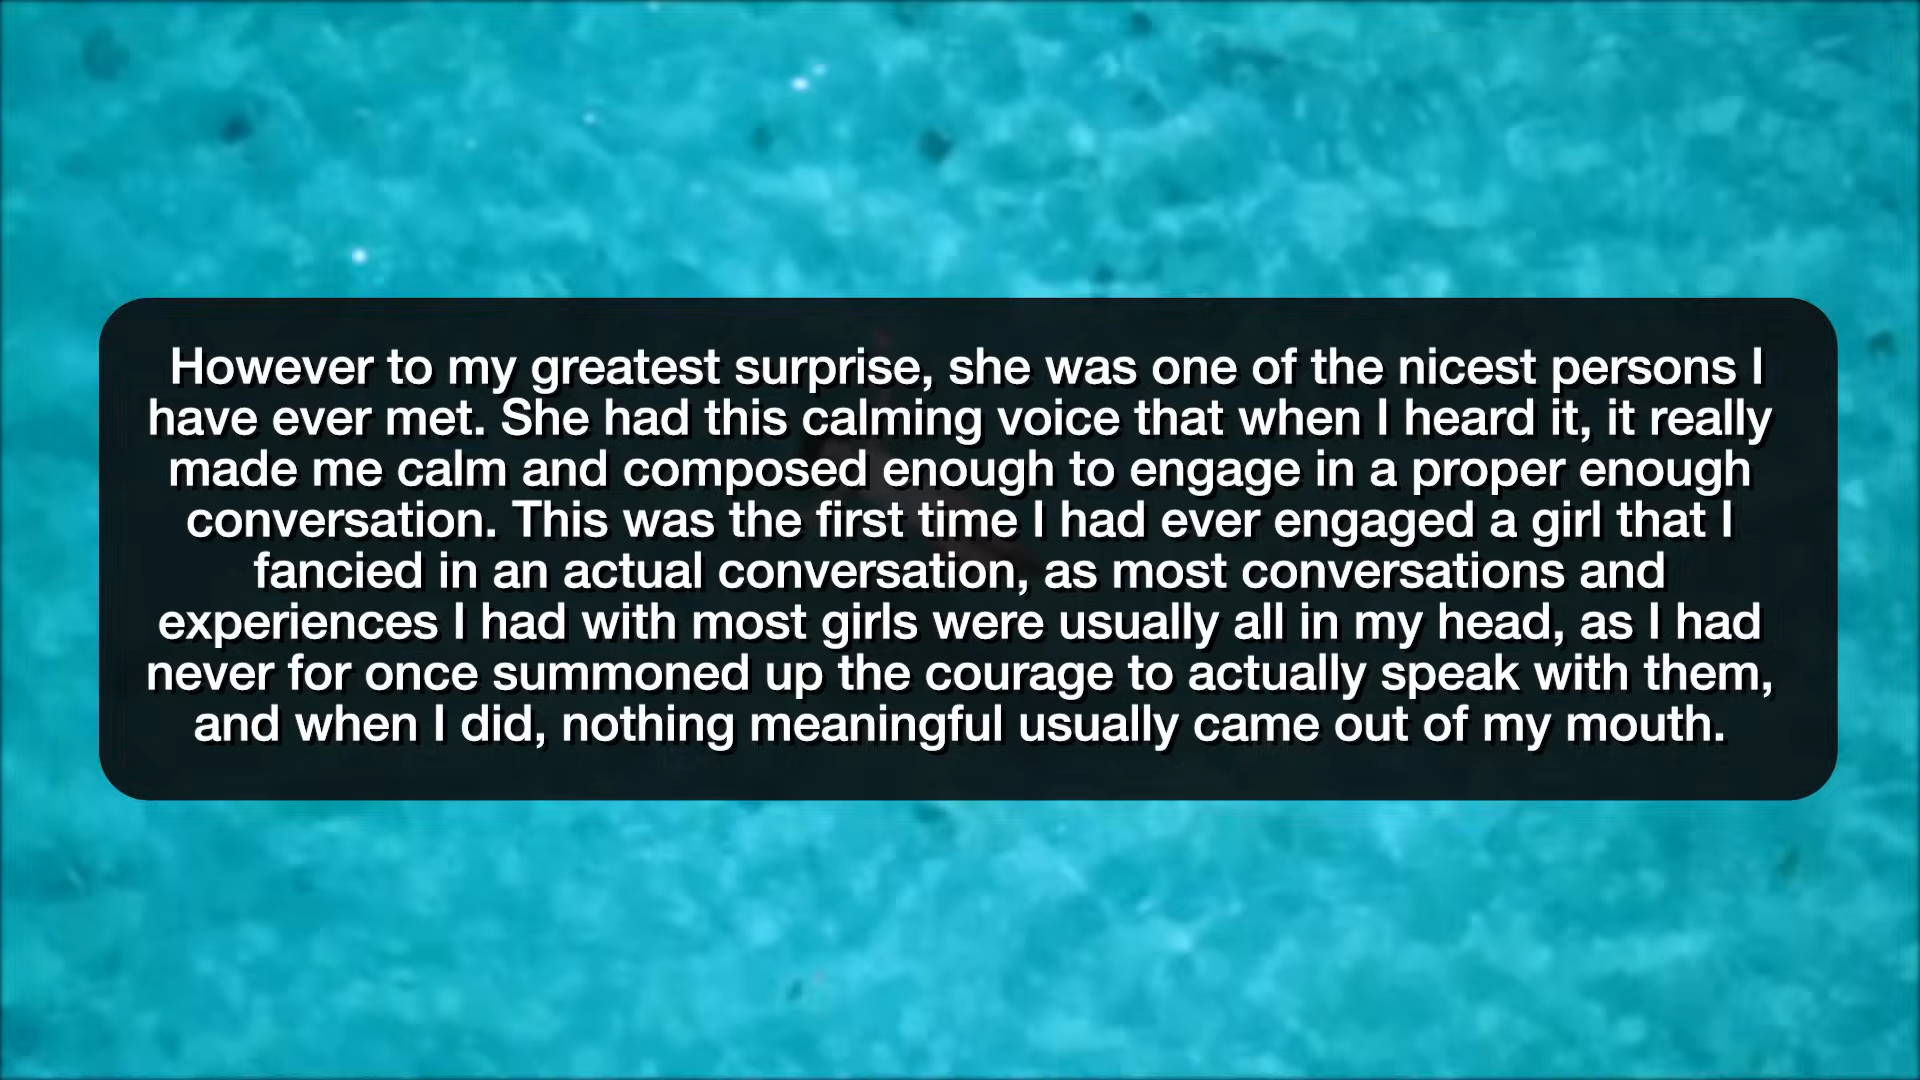 However to my greatest surprise, she was one of the nicest persons I
have ever met. She had this calming voice that when I heard it, it really
made me calm and composed enough to engage in a proper enough
conversation. This was the first time I had ever engaged a girl that I
fancied in an actual conversation, as most conversations and
experiences I had with most girls were usually all in my head, as I had
never for once summoned up the courage to actually speak with them,
and when I did, nothing meaningful usually came out of my mouth.